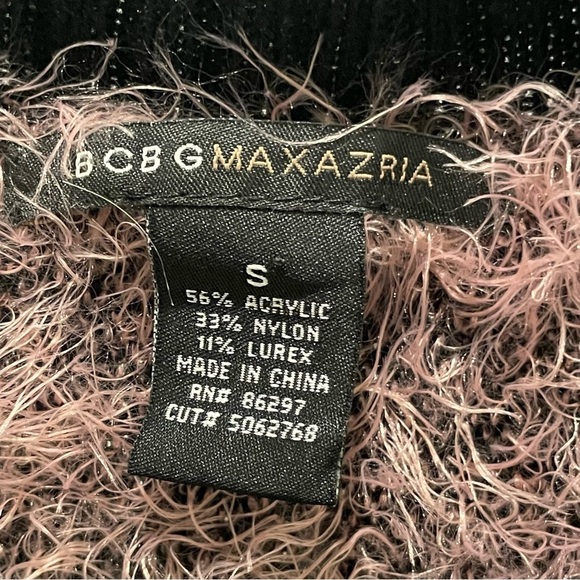 BCBGMAXAZRIA
S
56% ACRYLIC
33% NYLON
11% LUREX
MADE IN CHINA
RN# 86297
CUT# 5062768